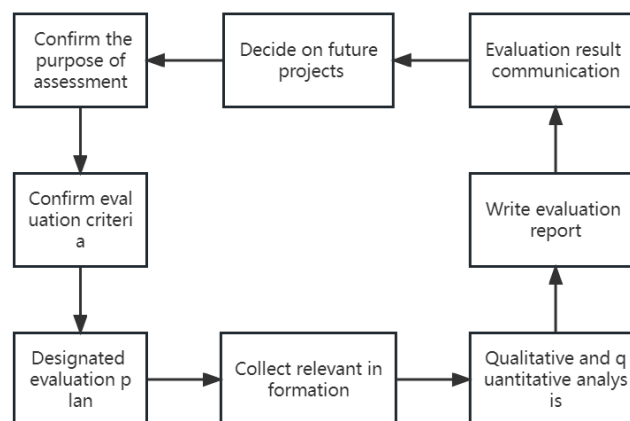 Confirm the
purpose of
assessment
Decide on future
projects
Evaluation result
communication
Confirm eval
uation criteri
a
Write evaluation
report
Designated
evaluation p
lan
Collect relevant in
formation
Qualitative and q
uantitative analys
is